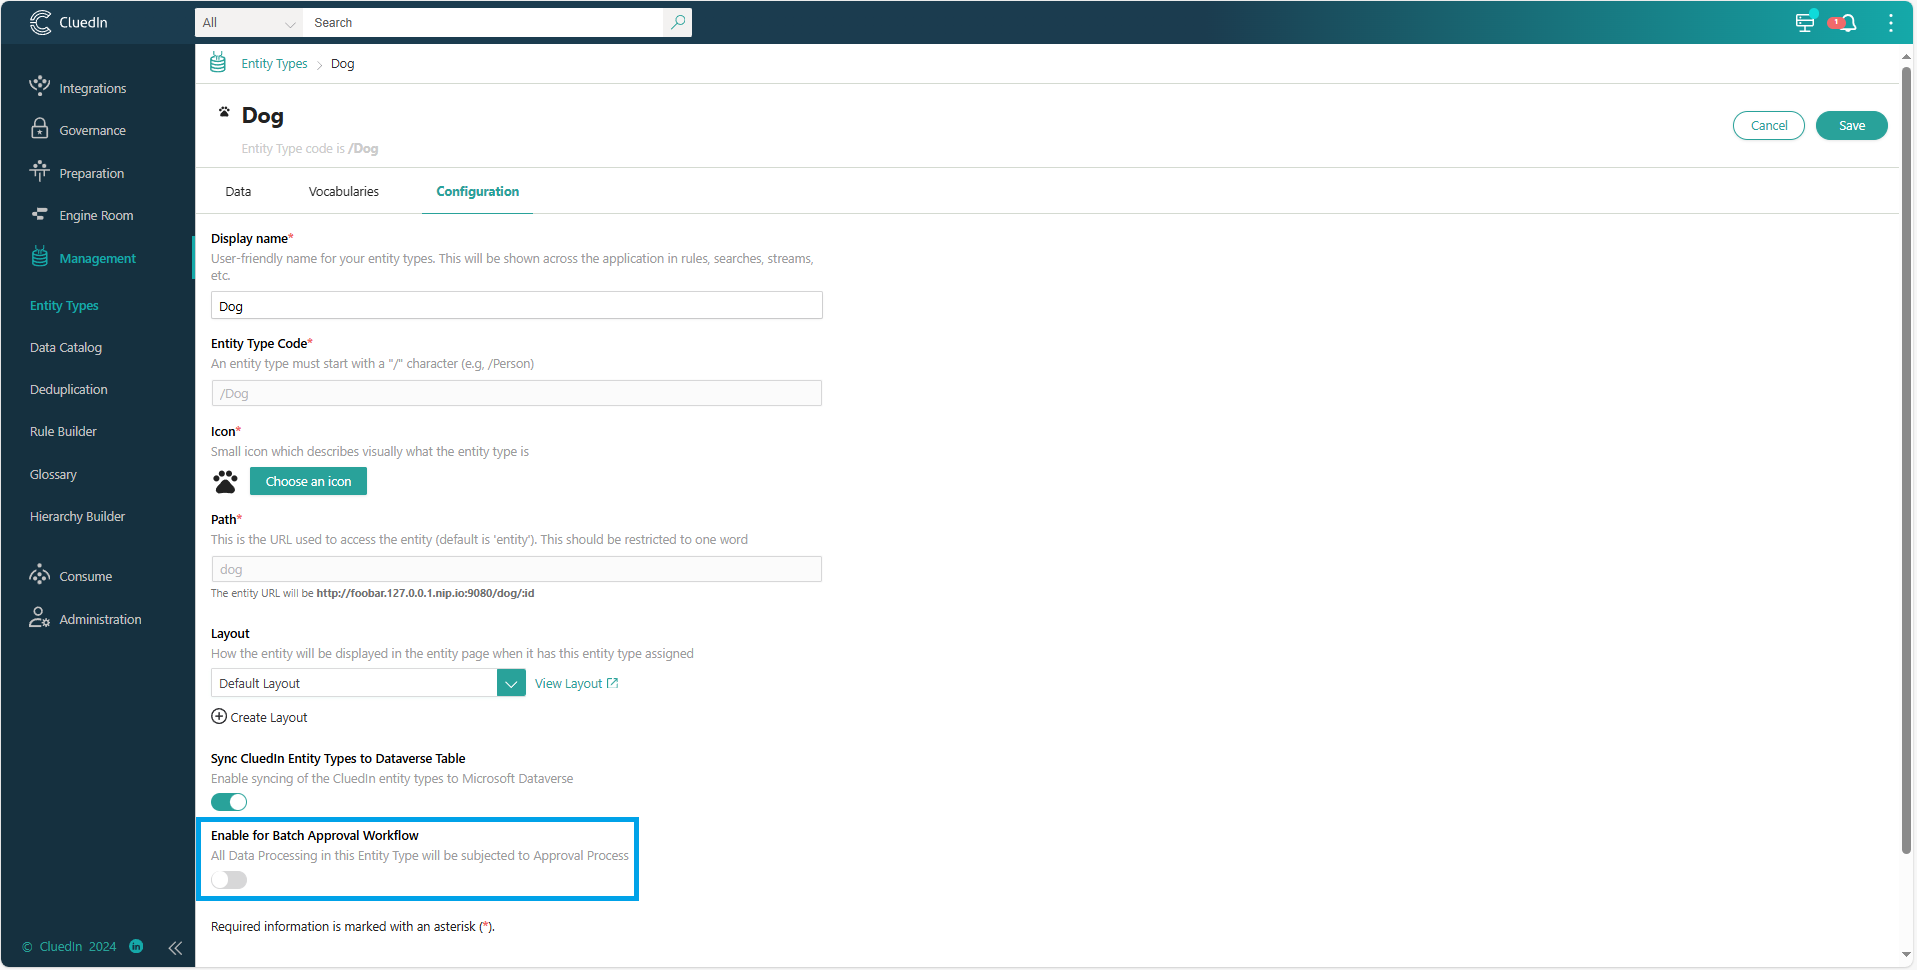 CluedIn
All
Search
1
Integrations
Governance
Preparation
Engine Room
Management
Entity Types
Data Catalog
Deduplication
Rule Builder
Glossary
Hierarchy Builder
Consume
Administration
© CluedIn 2024
in
Entity Types
Dog
Dog
Entity Type code is /Dog
Cancel
Save
Data
Vocabularies
Configuration
Display name*
User-friendly name for your entity types. This will be shown across the application in rules, searches, streams,
etc.
Dog
Entity Type Code*
An entity type must start with a "/" character (e.g, /Person)
/Dog
Icon*
Small icon which describes visually what the entity type is
Choose an icon
Path*
This is the URL used to access the entity (default is 'entity'). This should be restricted to one word
dog
The entity URL will be http://foobar.127.0.0.1.nip.io:9080/dog/:id
Layout
How the entity will be displayed in the entity page when it has this entity type assigned
Default Layout
View Layout
Create Layout
Sync CluedIn Entity Types to Dataverse Table
Enable syncing of the CluedIn entity types to Microsoft Dataverse
Enable for Batch Approval Workflow
All Data Processing in this Entity Type will be subjected to Approval Process
Required information is marked with an asterisk (*).